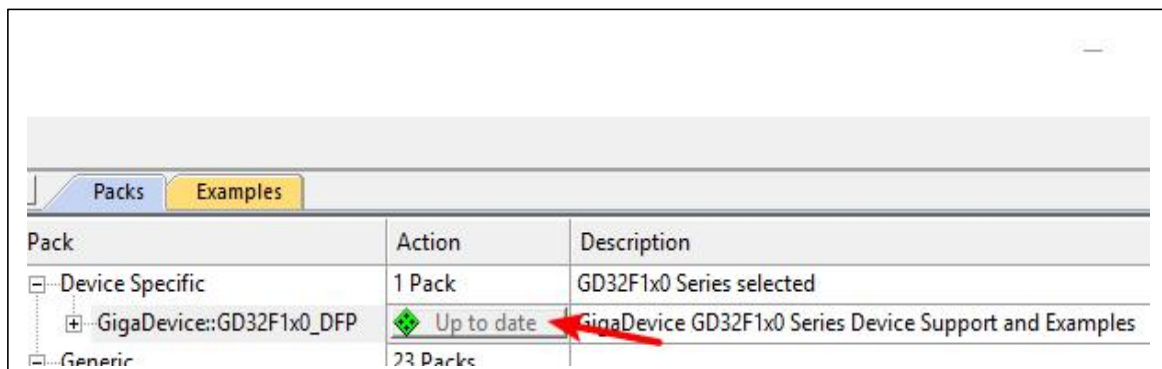 Packs Examples
Pack Action Description
Device Specific 1 Pack GD32F1x0 Series selected
GigaDevice::GD32F1x0_DFP Up to date GigaDevice GD32F1x0 Series Device Support and Examples
Generic 23 Packs